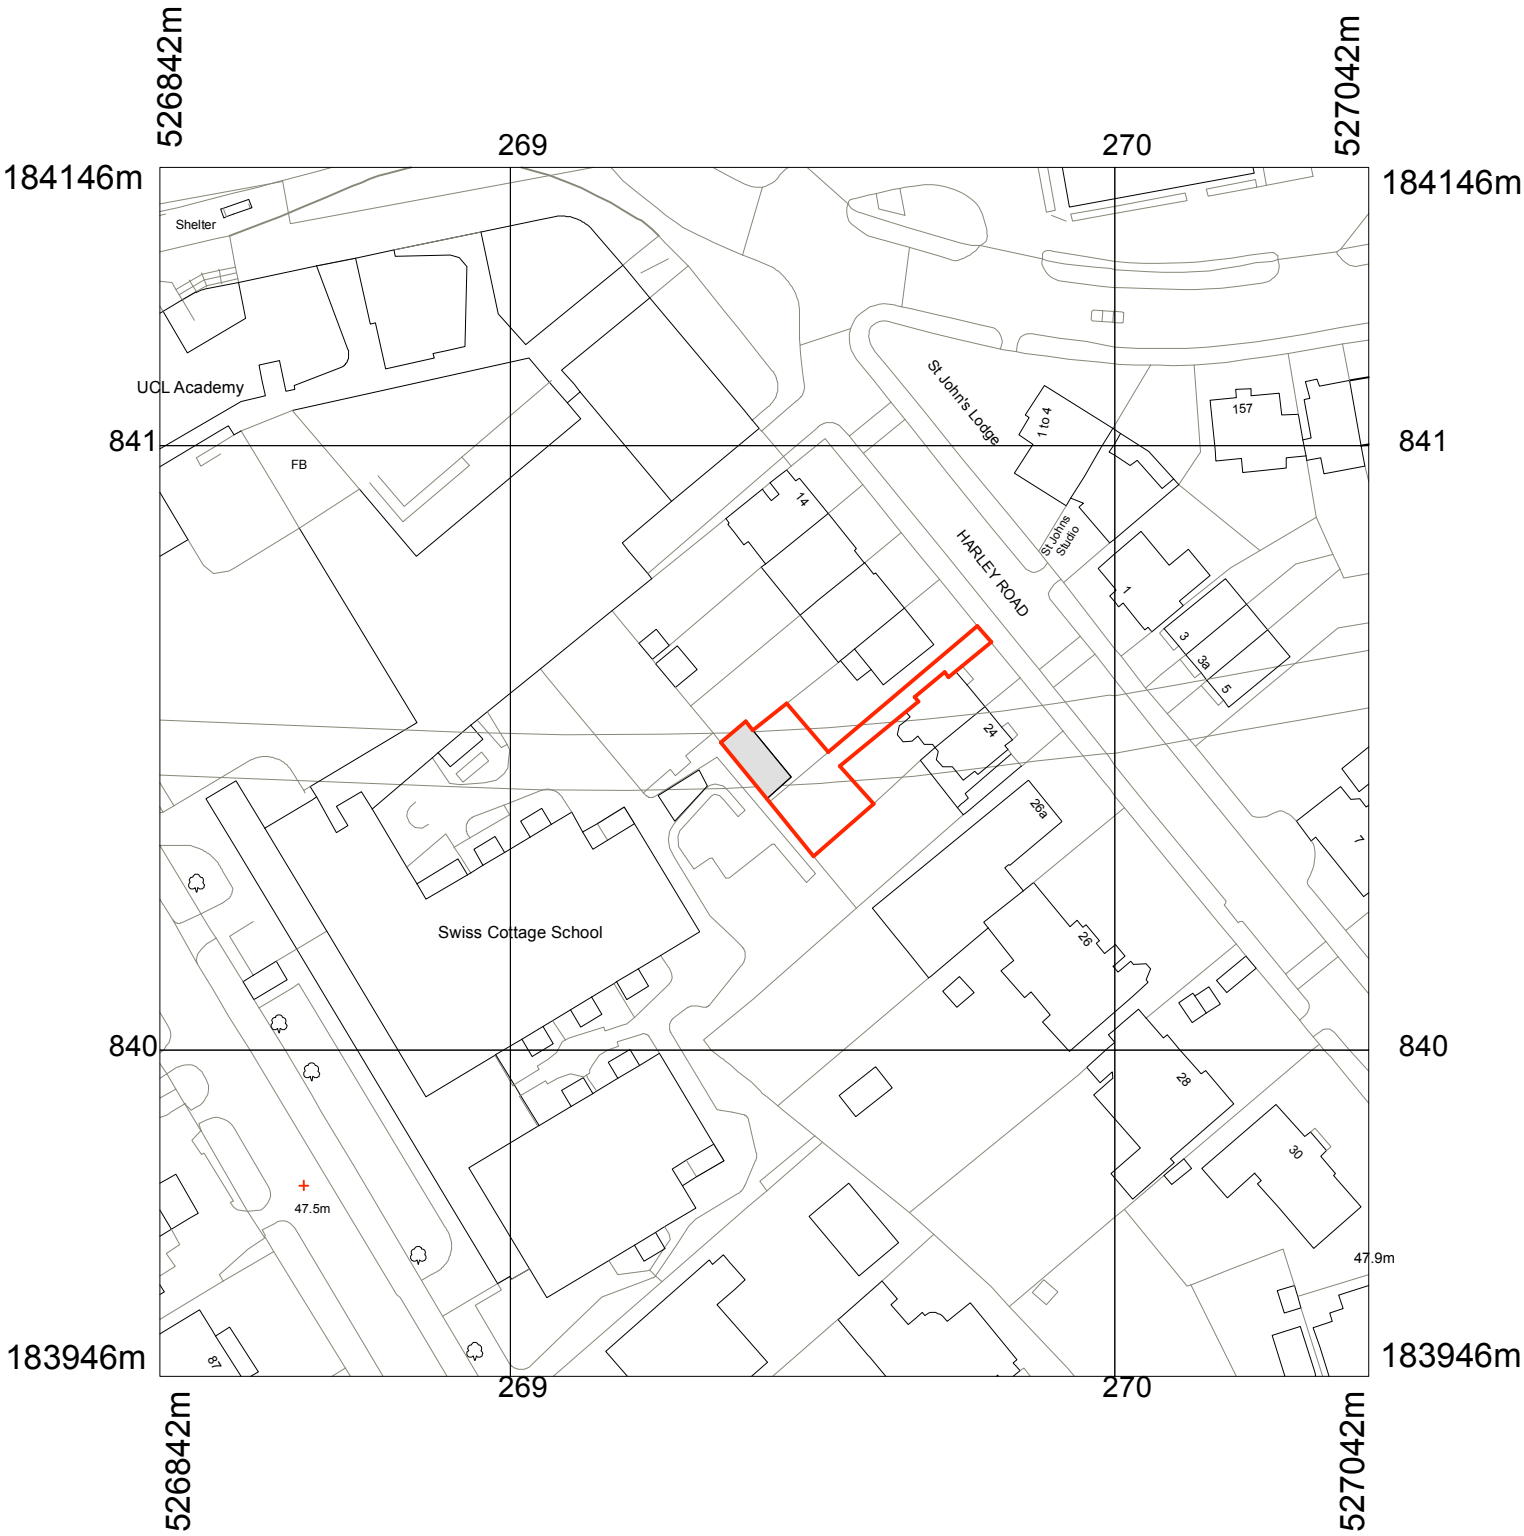 526842m
527042m
269
270
184146m
184146m
Shelter
St John's Lodge
UCL Academy
1 to 4
157
841
841
FB
14
St Johns
Studio
HARLEY ROAD
1
3
3a
5
24
26a
7
Swiss Cottage School
26
840
840
28
30
47.5m
47.9m
87
183946m
183946m
269
270
526842m
527042m